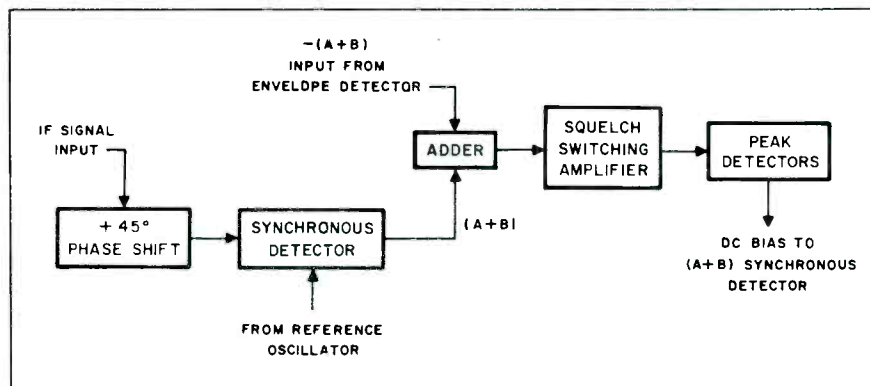 −(A+B)
INPUT FROM
ENVELOPE DETECTOR
IF SIGNAL
INPUT
ADDER
SQUELCH
SWITCHING
AMPLIFIER
PEAK
DETECTORS
+ 45°
PHASE SHIFT
SYNCHRONOUS
DETECTOR
(A+B)
DC BIAS TO
(A+B) SYNCHRONOUS
DETECTOR
FROM REFERENCE
OSCILLATOR